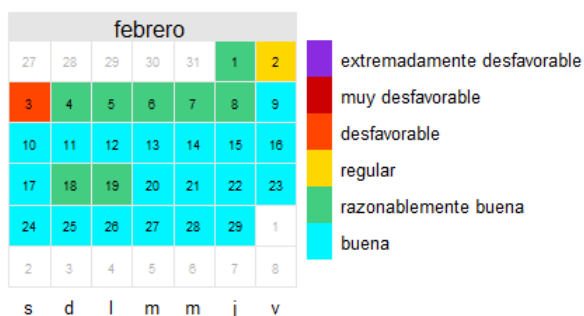 febrero
27 28 29 30 31 1 2
3 4 5 6 7 8 9
10 11 12 13 14 15 16
17 18 19 20 21 22 23
24 25 26 27 28 29 1
2 3 4 5 6 7 8
s d l m m j v
extremadamente desfavorable
muy desfavorable
desfavorable
regular
razonablemente buena
buena